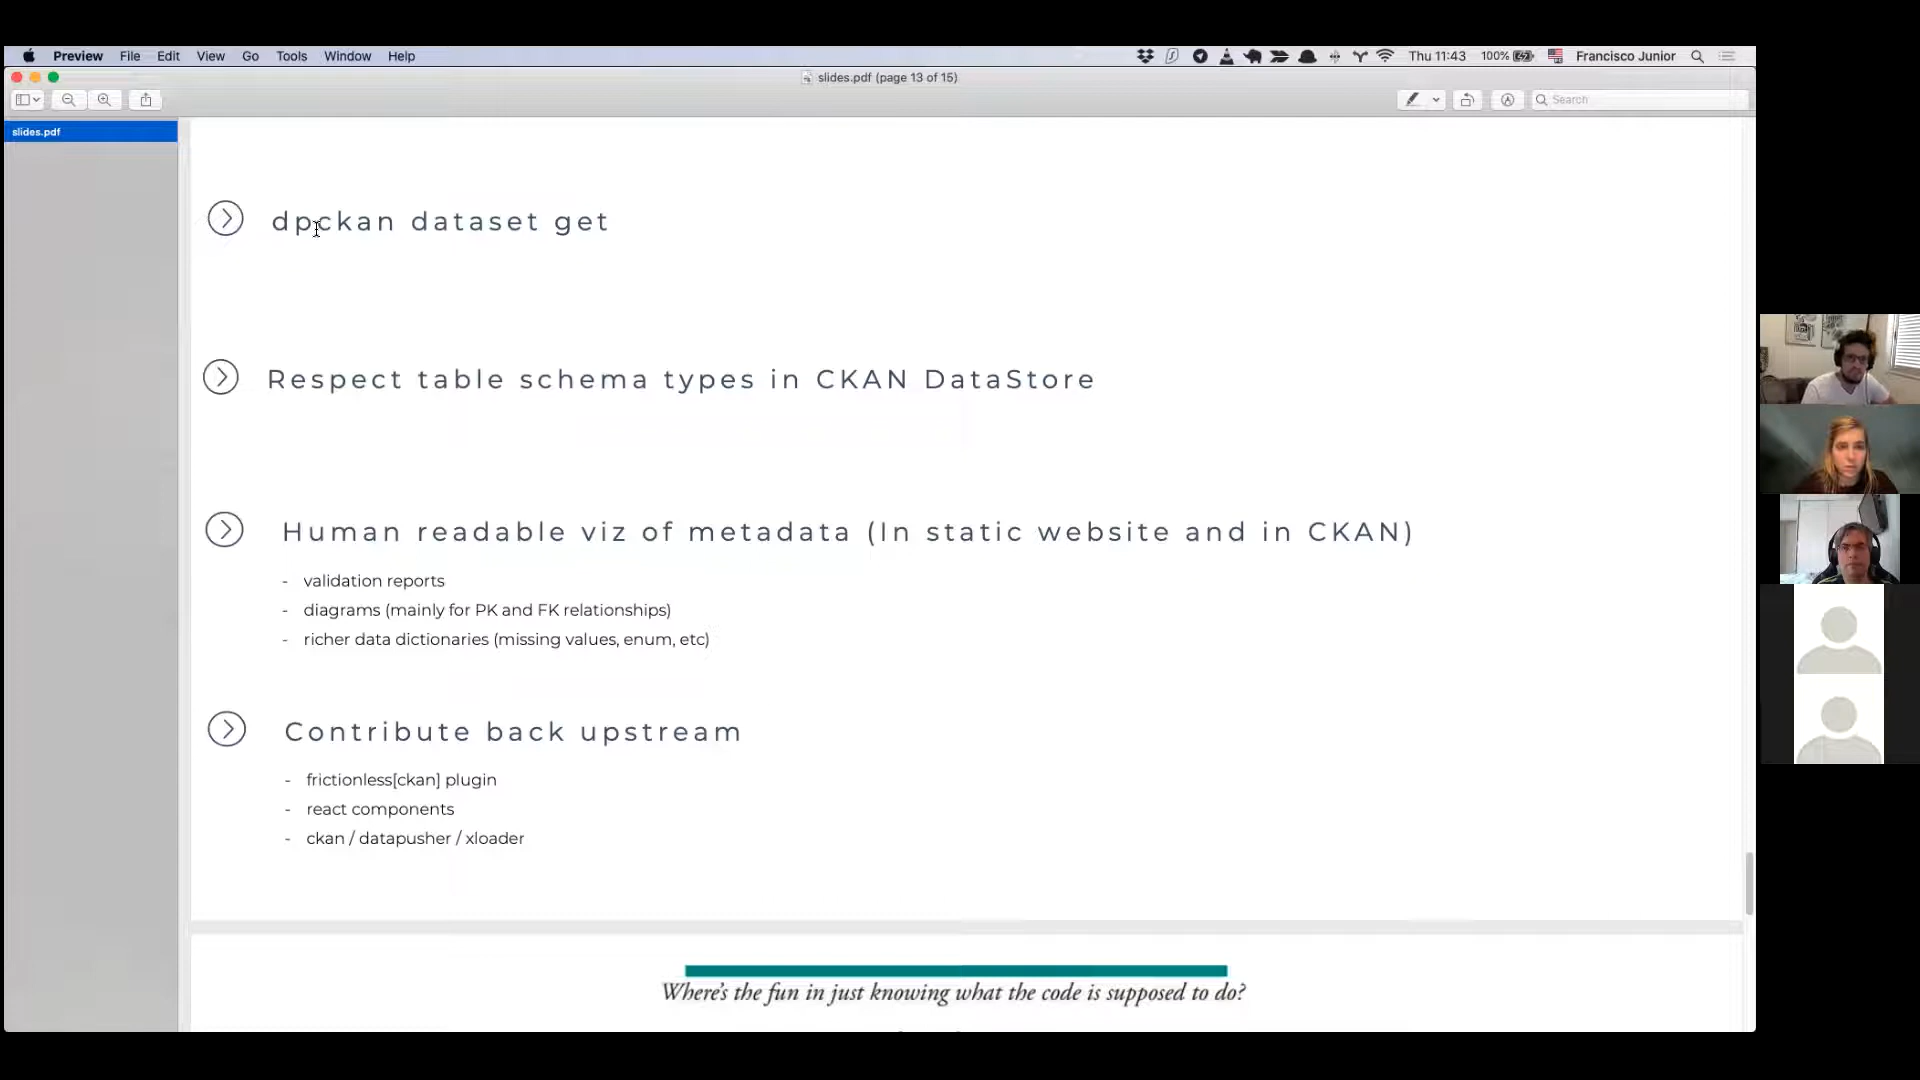 Preview File Edit View Go Tools Window Help Thu 11:43 100% Francisco Junior
slides.pdf (page 13 of 15)
Search
slides.pdf
dpckan dataset get
Respect table schema types in CKAN DataStore
Human readable viz of metadata (In static website and in CKAN)
- validation reports
- diagrams (mainly for PK and FK relationships)
- richer data dictionaries (missing values, enum, etc)
Contribute back upstream
- frictionless[ckan] plugin
- react components
- ckan / datapusher / xloader
Where's the fun in just knowing what the code is supposed to do?